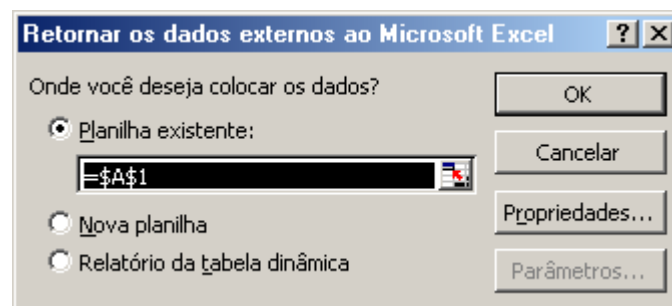 Retornar os dados externos ao Microsoft Excel
Onde você deseja colocar os dados?
Planilha existente:
=$A$1
Nova planilha
Relatório da tabela dinâmica
OK
Cancelar
Propriedades...
Parâmetros...